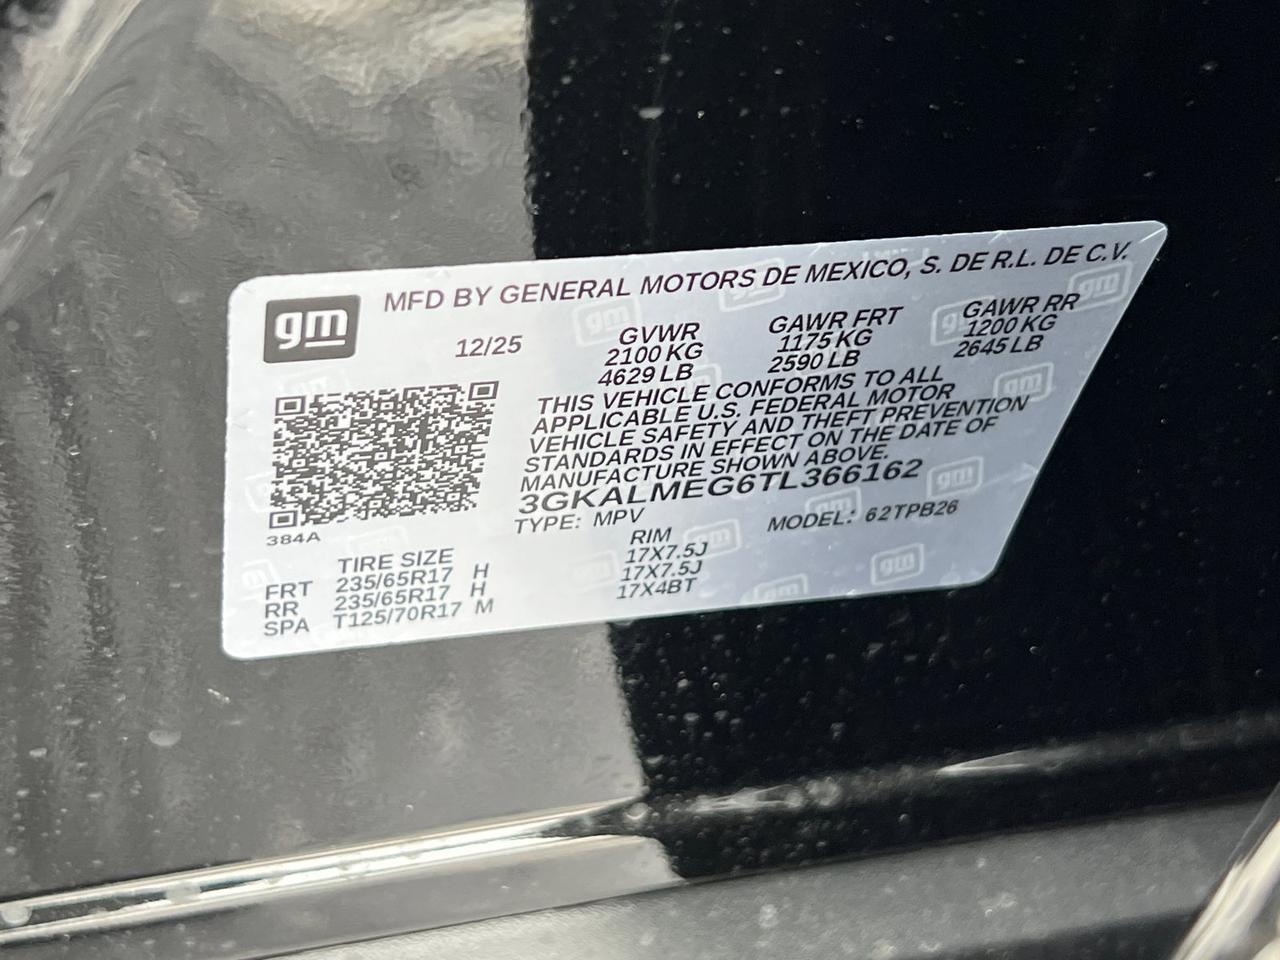 gm
MFD BY GENERAL MOTORS DE MEXICO, S. DE R.L. DE C.V.
12/25
GVWR GAWR FRT GAWR RR
2100 KG 1175 KG 1200 KG
4629 LB 2590 LB 2645 LB
THIS VEHICLE CONFORMS TO ALL
APPLICABLE U.S. FEDERAL MOTOR
VEHICLE SAFETY AND THEFT PREVENTION
STANDARDS IN EFFECT ON THE DATE OF
MANUFACTURE SHOWN ABOVE.
3GKALMEG6TL366162
TYPE: MPV MODEL: 62TPB26
384A
TIRE SIZE RIM
FRT 235/65R17 H 17X7.5J
RR 235/65R17 H 17X7.5J
SPA T125/70R17 M 17X4BT